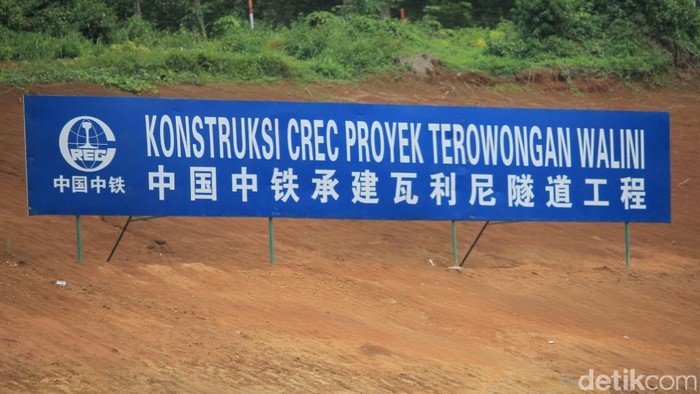 KONSTRUKSI CREC PROYEK TEROWONGAN WALINI
CREG
中国中铁
中国中铁承建瓦利尼隧道工程
detikcom